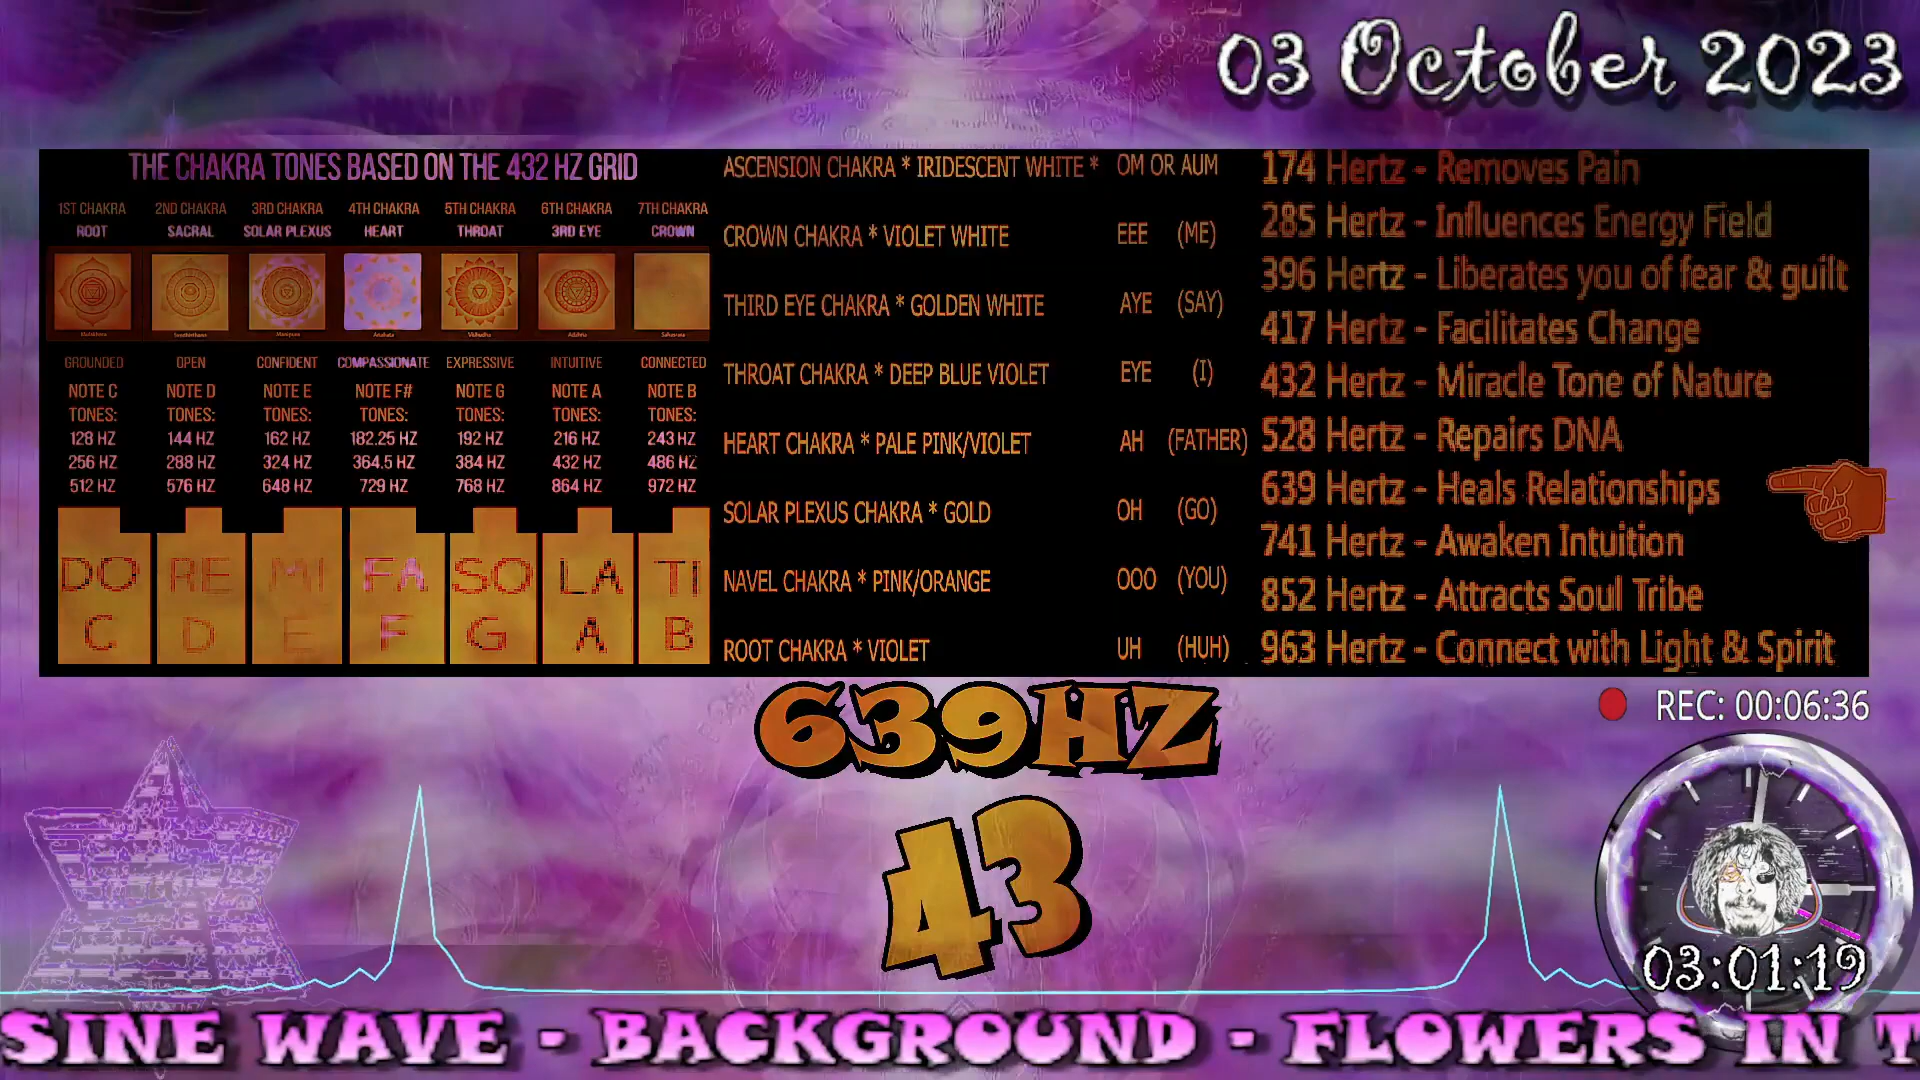 03 October 2023
THE CHAKRA TONES BASED ON THE 432 HZ GRID
1ST CHAKRA 2ND CHAKRA 3RD CHAKRA 4TH CHAKRA 5TH CHAKRA 6TH CHAKRA 7TH CHAKRA
ROOT SACRAL SOLAR PLEXUS HEART THROAT 3RD EYE CROWN
GROUNDED OPEN CONFIDENT COMPASSIONATE EXPRESSIVE INTUITIVE CONNECTED
NOTE C NOTE D NOTE E NOTE F# NOTE G NOTE A NOTE B
TONES: TONES: TONES: TONES: TONES: TONES: TONES:
128 HZ 144 HZ 162 HZ 182.25 HZ 192 HZ 216 HZ 243 HZ
256 HZ 288 HZ 324 HZ 364.5 HZ 384 HZ 432 HZ 486 HZ
512 HZ 576 HZ 648 HZ 729 HZ 768 HZ 864 HZ 972 HZ
DO RE MI FA SO LA TI
C D E F G A B
ASCENSION CHAKRA * IRIDESCENT WHITE * OM OR AUM
CROWN CHAKRA * VIOLET WHITE EEE (ME)
THIRD EYE CHAKRA * GOLDEN WHITE AYE (SAY)
THROAT CHAKRA * DEEP BLUE VIOLET EYE (I)
HEART CHAKRA * PALE PINK/VIOLET AH (FATHER)
SOLAR PLEXUS CHAKRA * GOLD OH (GO)
NAVEL CHAKRA * PINK/ORANGE OOO (YOU)
ROOT CHAKRA * VIOLET UH (HUH)
174 Hertz - Removes Pain
285 Hertz - Influences Energy Field
396 Hertz - Liberates you of fear & guilt
417 Hertz - Facilitates Change
432 Hertz - Miracle Tone of Nature
528 Hertz - Repairs DNA
639 Hertz - Heals Relationships
741 Hertz - Awaken Intuition
852 Hertz - Attracts Soul Tribe
963 Hertz - Connect with Light & Spirit
639HZ
REC: 00:06:36
43
03:01:19
SINE WAVE - BACKGROUND - FLOWERS IN T